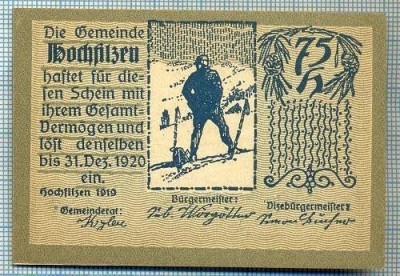 Die Gemeinde
Hochfilzen
haftet für die-
sen Schein mit
ihrem Gesamt-
Vermögen und
löst denselben
bis 31. Dez. 1920
ein.
Hochfilzen 1919
Gemeinderat:
Bürgermeister:
Vizebürgermeister:
75
h